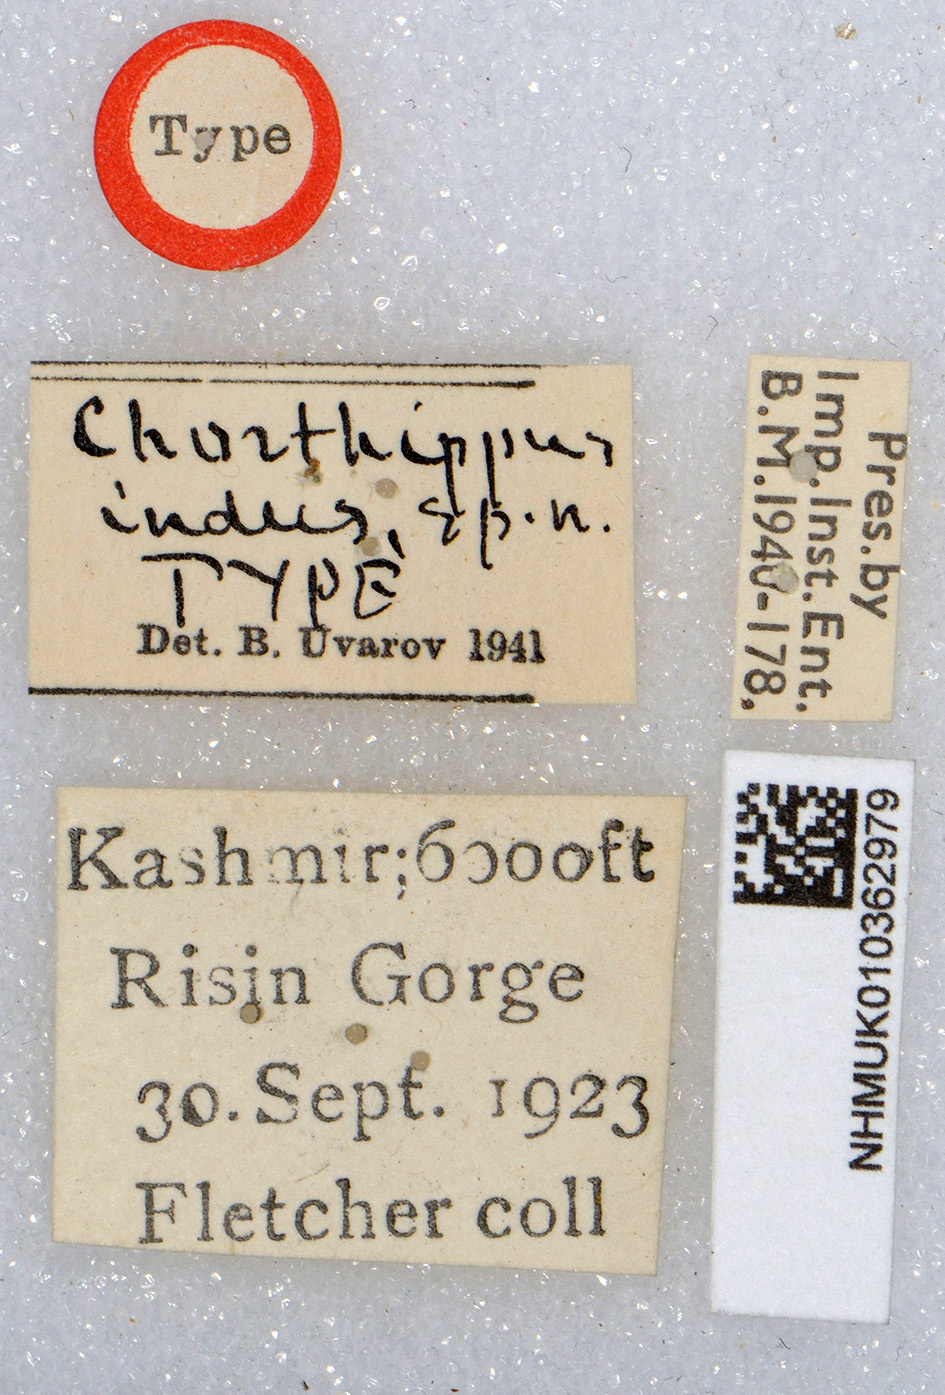 Type
Chorthippus
indus, sp.n.
TYPE
Det. B. Uvarov 1941
Pres.by
Imp.Inst.Ent.
B.M.1940-178.
Kashmir;6000ft
Risin Gorge
30.Sept. 1923
Fletcher coll
NHMUK010362979